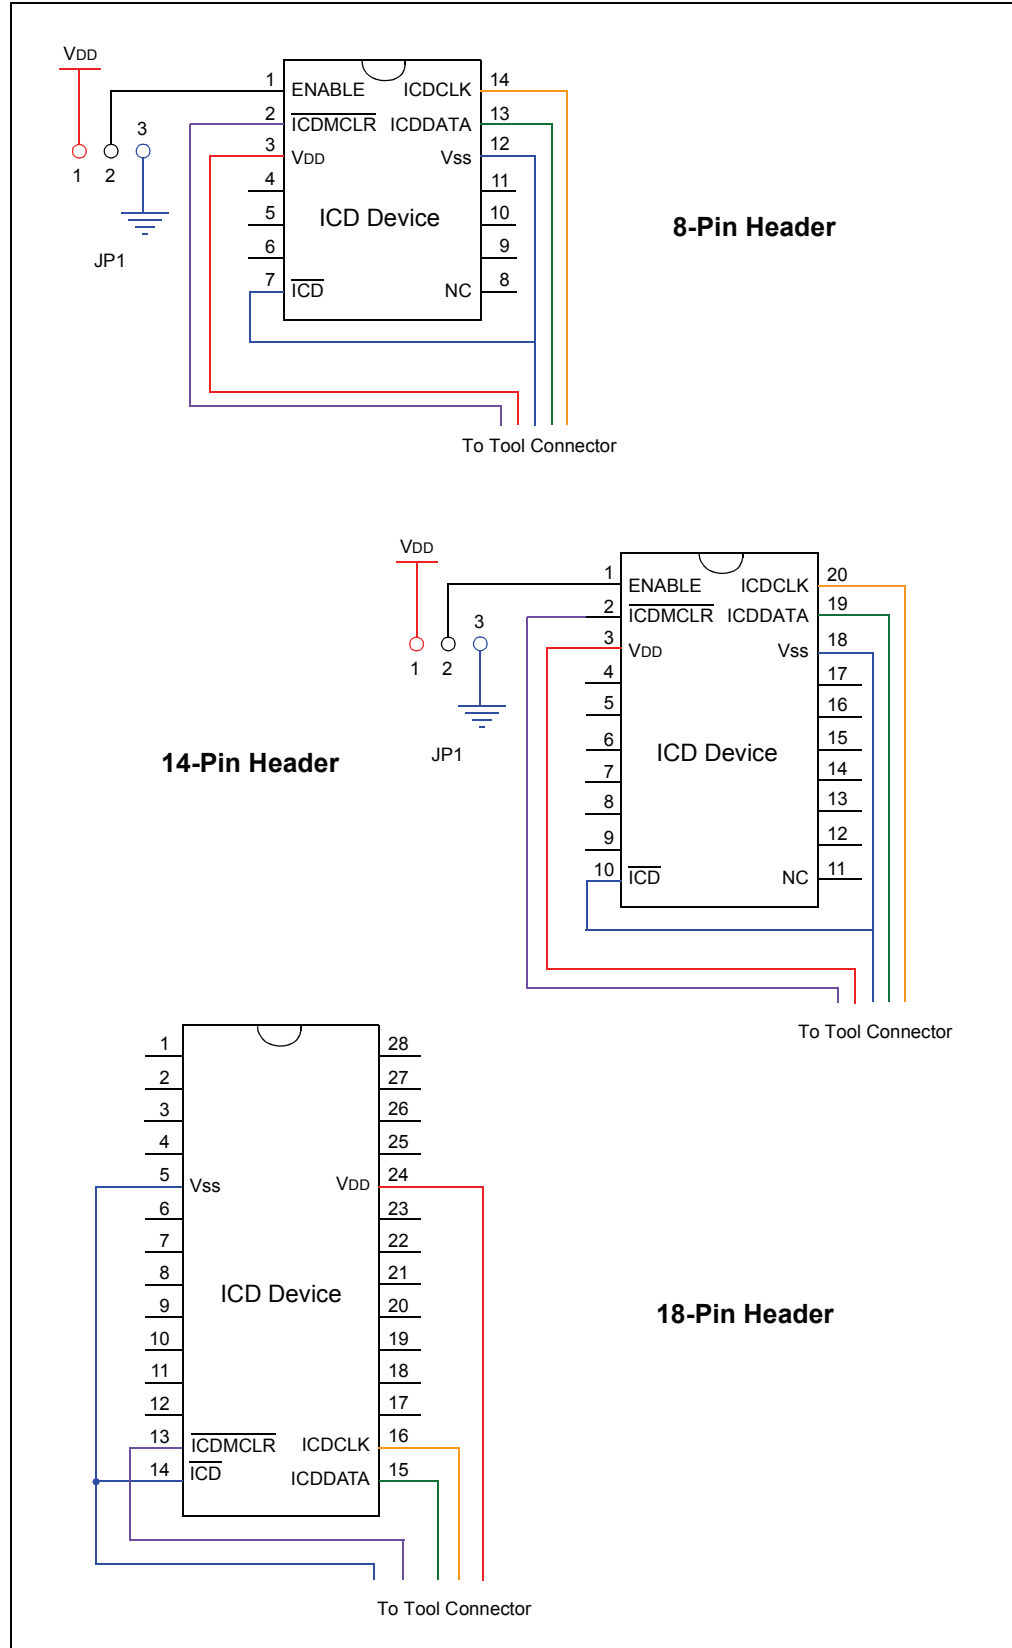 VDD
1 ENABLE ICDCLK 14
2 ICDMCLR ICDDATA 13
3 VDD Vss 12
4 11
5 ICD Device 10
6 9
7 ICD NC 8
3
1 2
JP1
8-Pin Header
To Tool Connector
VDD
1 ENABLE ICDCLK 20
2 ICDMCLR ICDDATA 19
3 VDD Vss 18
4 17
5 16
6 ICD Device 15
7 14
8 13
9 12
10 ICD NC 11
3
1 2
JP1
14-Pin Header
To Tool Connector
1 28
2 27
3 26
4 25
5 Vss VDD 24
6 23
7 22
8 ICD Device 21
9 20
10 19
11 18
12 17
13 ICDMCLR ICDCLK 16
14 ICD ICDDATA 15
18-Pin Header
To Tool Connector